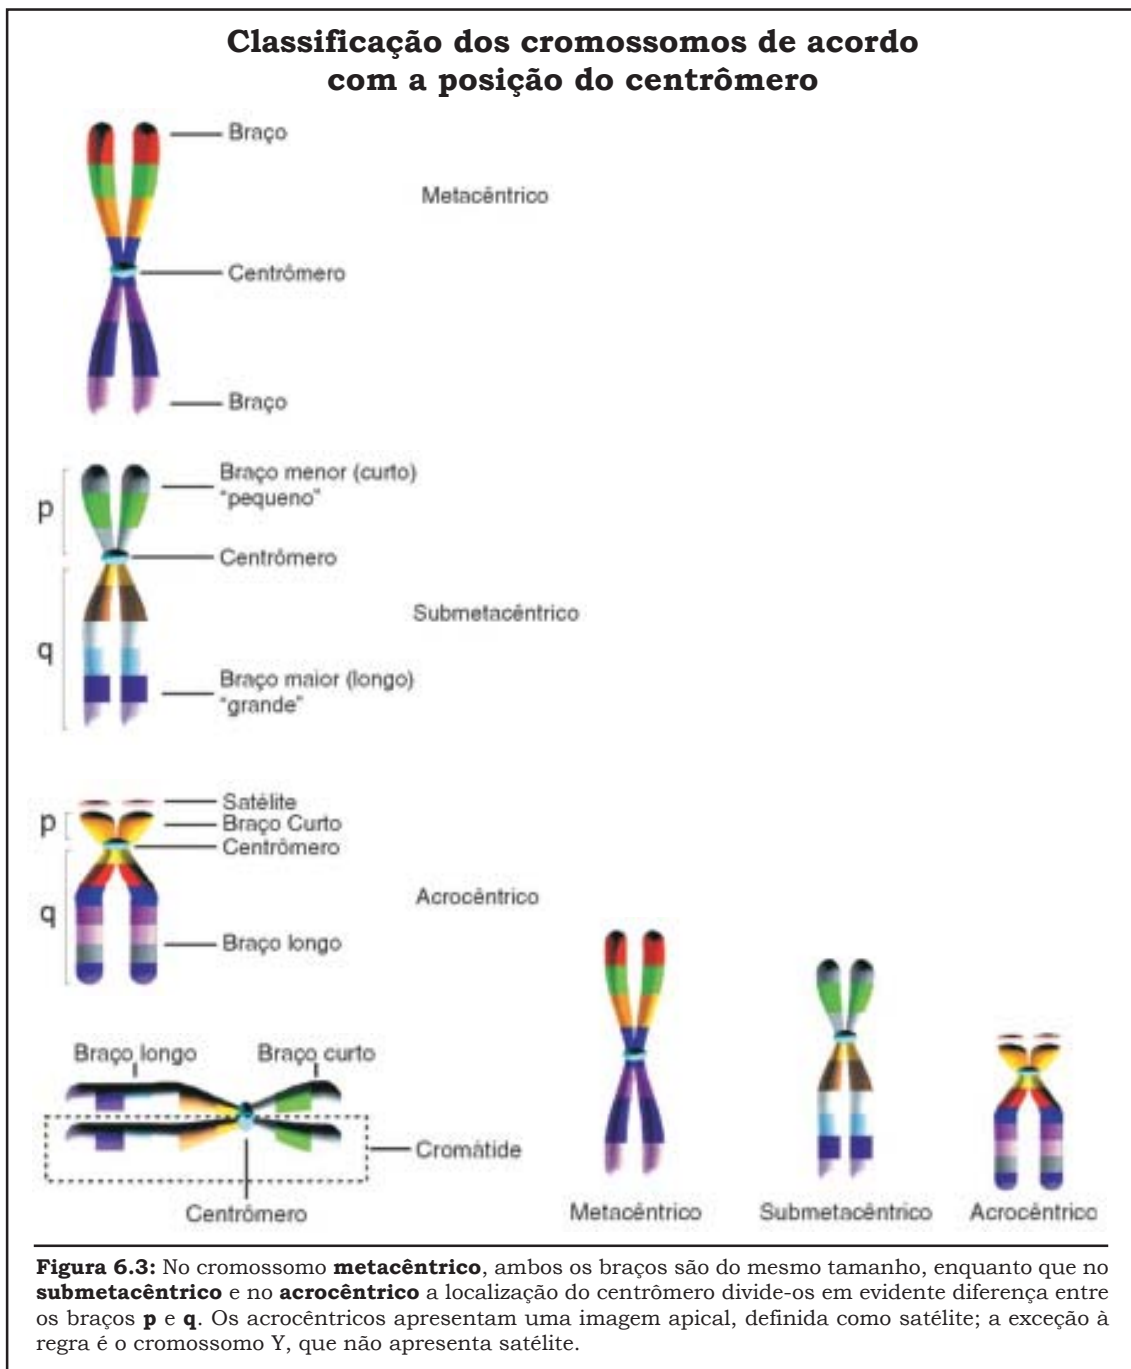 Classificação dos cromossomos de acordo
com a posição do centrômero
Braço
Metacêntrico
Centrômero
Braço
p
Braço menor (curto)
"pequeno"
Centrômero
Submetacêntrico
q
Braço maior (longo)
"grande"
Satélite
p
Braço Curto
Centrômero
Acrocêntrico
q
Braço longo
Braço longo
Braço curto
Cromátide
Centrômero
Metacêntrico
Submetacêntrico
Acrocêntrico
Figura 6.3: No cromossomo metacêntrico, ambos os braços são do mesmo tamanho, enquanto que no
submetacêntrico e no acrocêntrico a localização do centrômero divide-os em evidente diferença entre
os braços p e q. Os acrocêntricos apresentam uma imagem apical, definida como satélite; a exceção à
regra é o cromossomo Y, que não apresenta satélite.